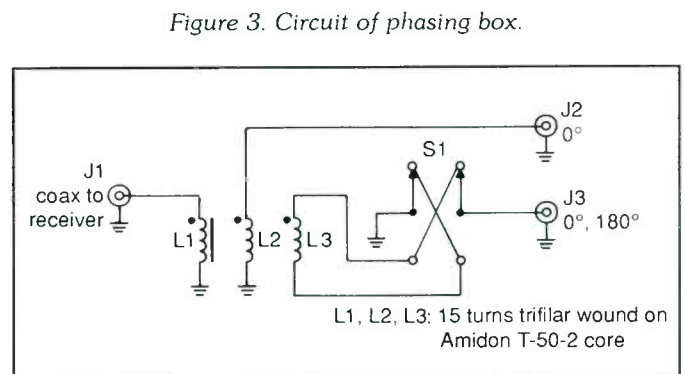 Figure 3. Circuit of phasing box.
J2
0°
S1
J1
coax to
receiver
J3
0°, 180°
L1
L2
L3
L1, L2, L3: 15 turns trifilar wound on
Amidon T-50-2 core